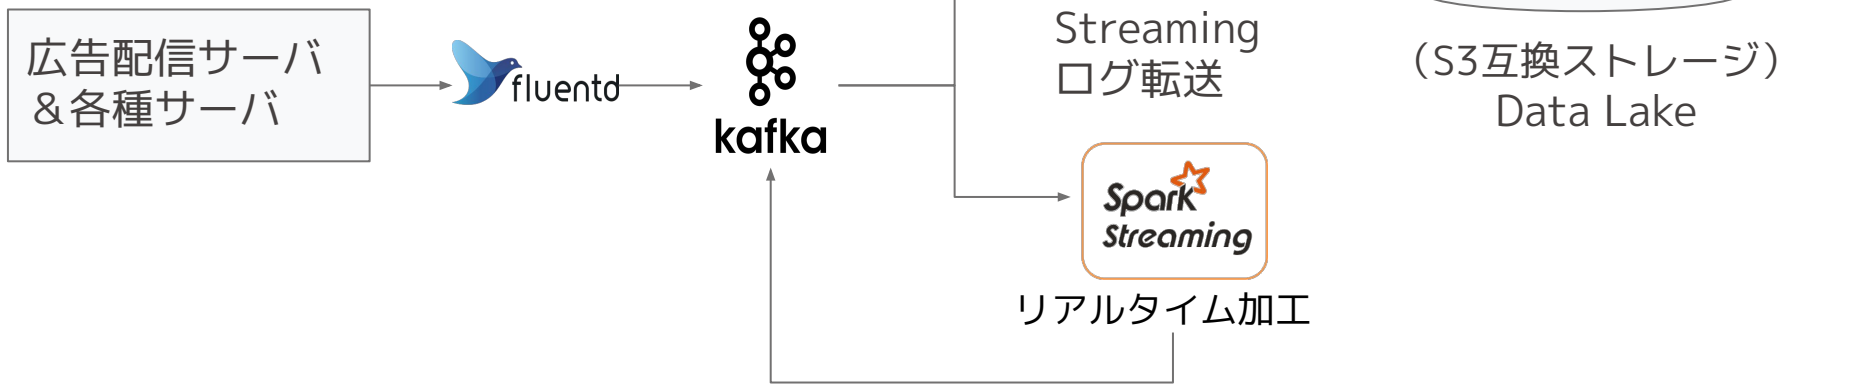 広告配信サーバ
＆各種サーバ
fluentd
kafka
Streaming
ログ転送
Spark
Streaming
リアルタイム加工
（S3互換ストレージ）
Data Lake